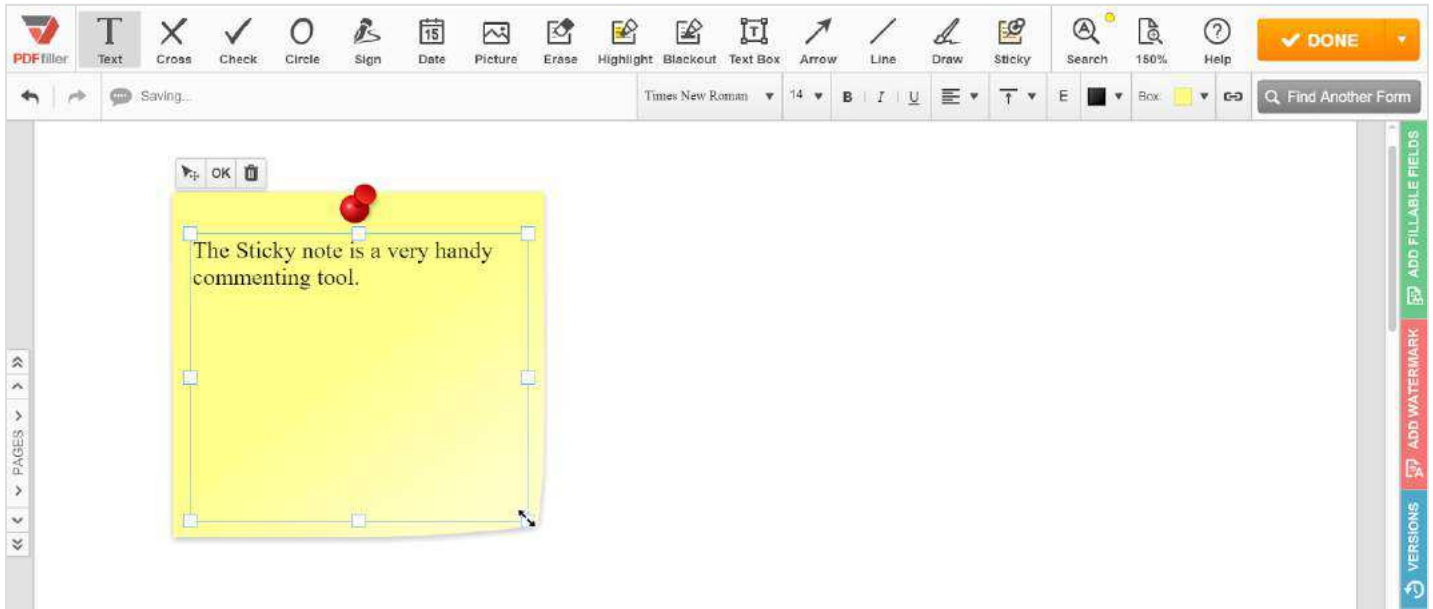 PDFfiller
Text
Cross
Check
Circle
Sign
15
Date
Picture
Erase
Highlight
Blackout
T
Text Box
Arrow
Line
Draw
Sticky
Search
150%
Help
DONE
Saving...
Times New Roman
14
B
I
U
E
Box:
Find Another Form
OK
The Sticky note is a very handy
commenting tool.
PAGES
ADD FILLABLE FIELDS
ADD WATERMARK
VERSIONS